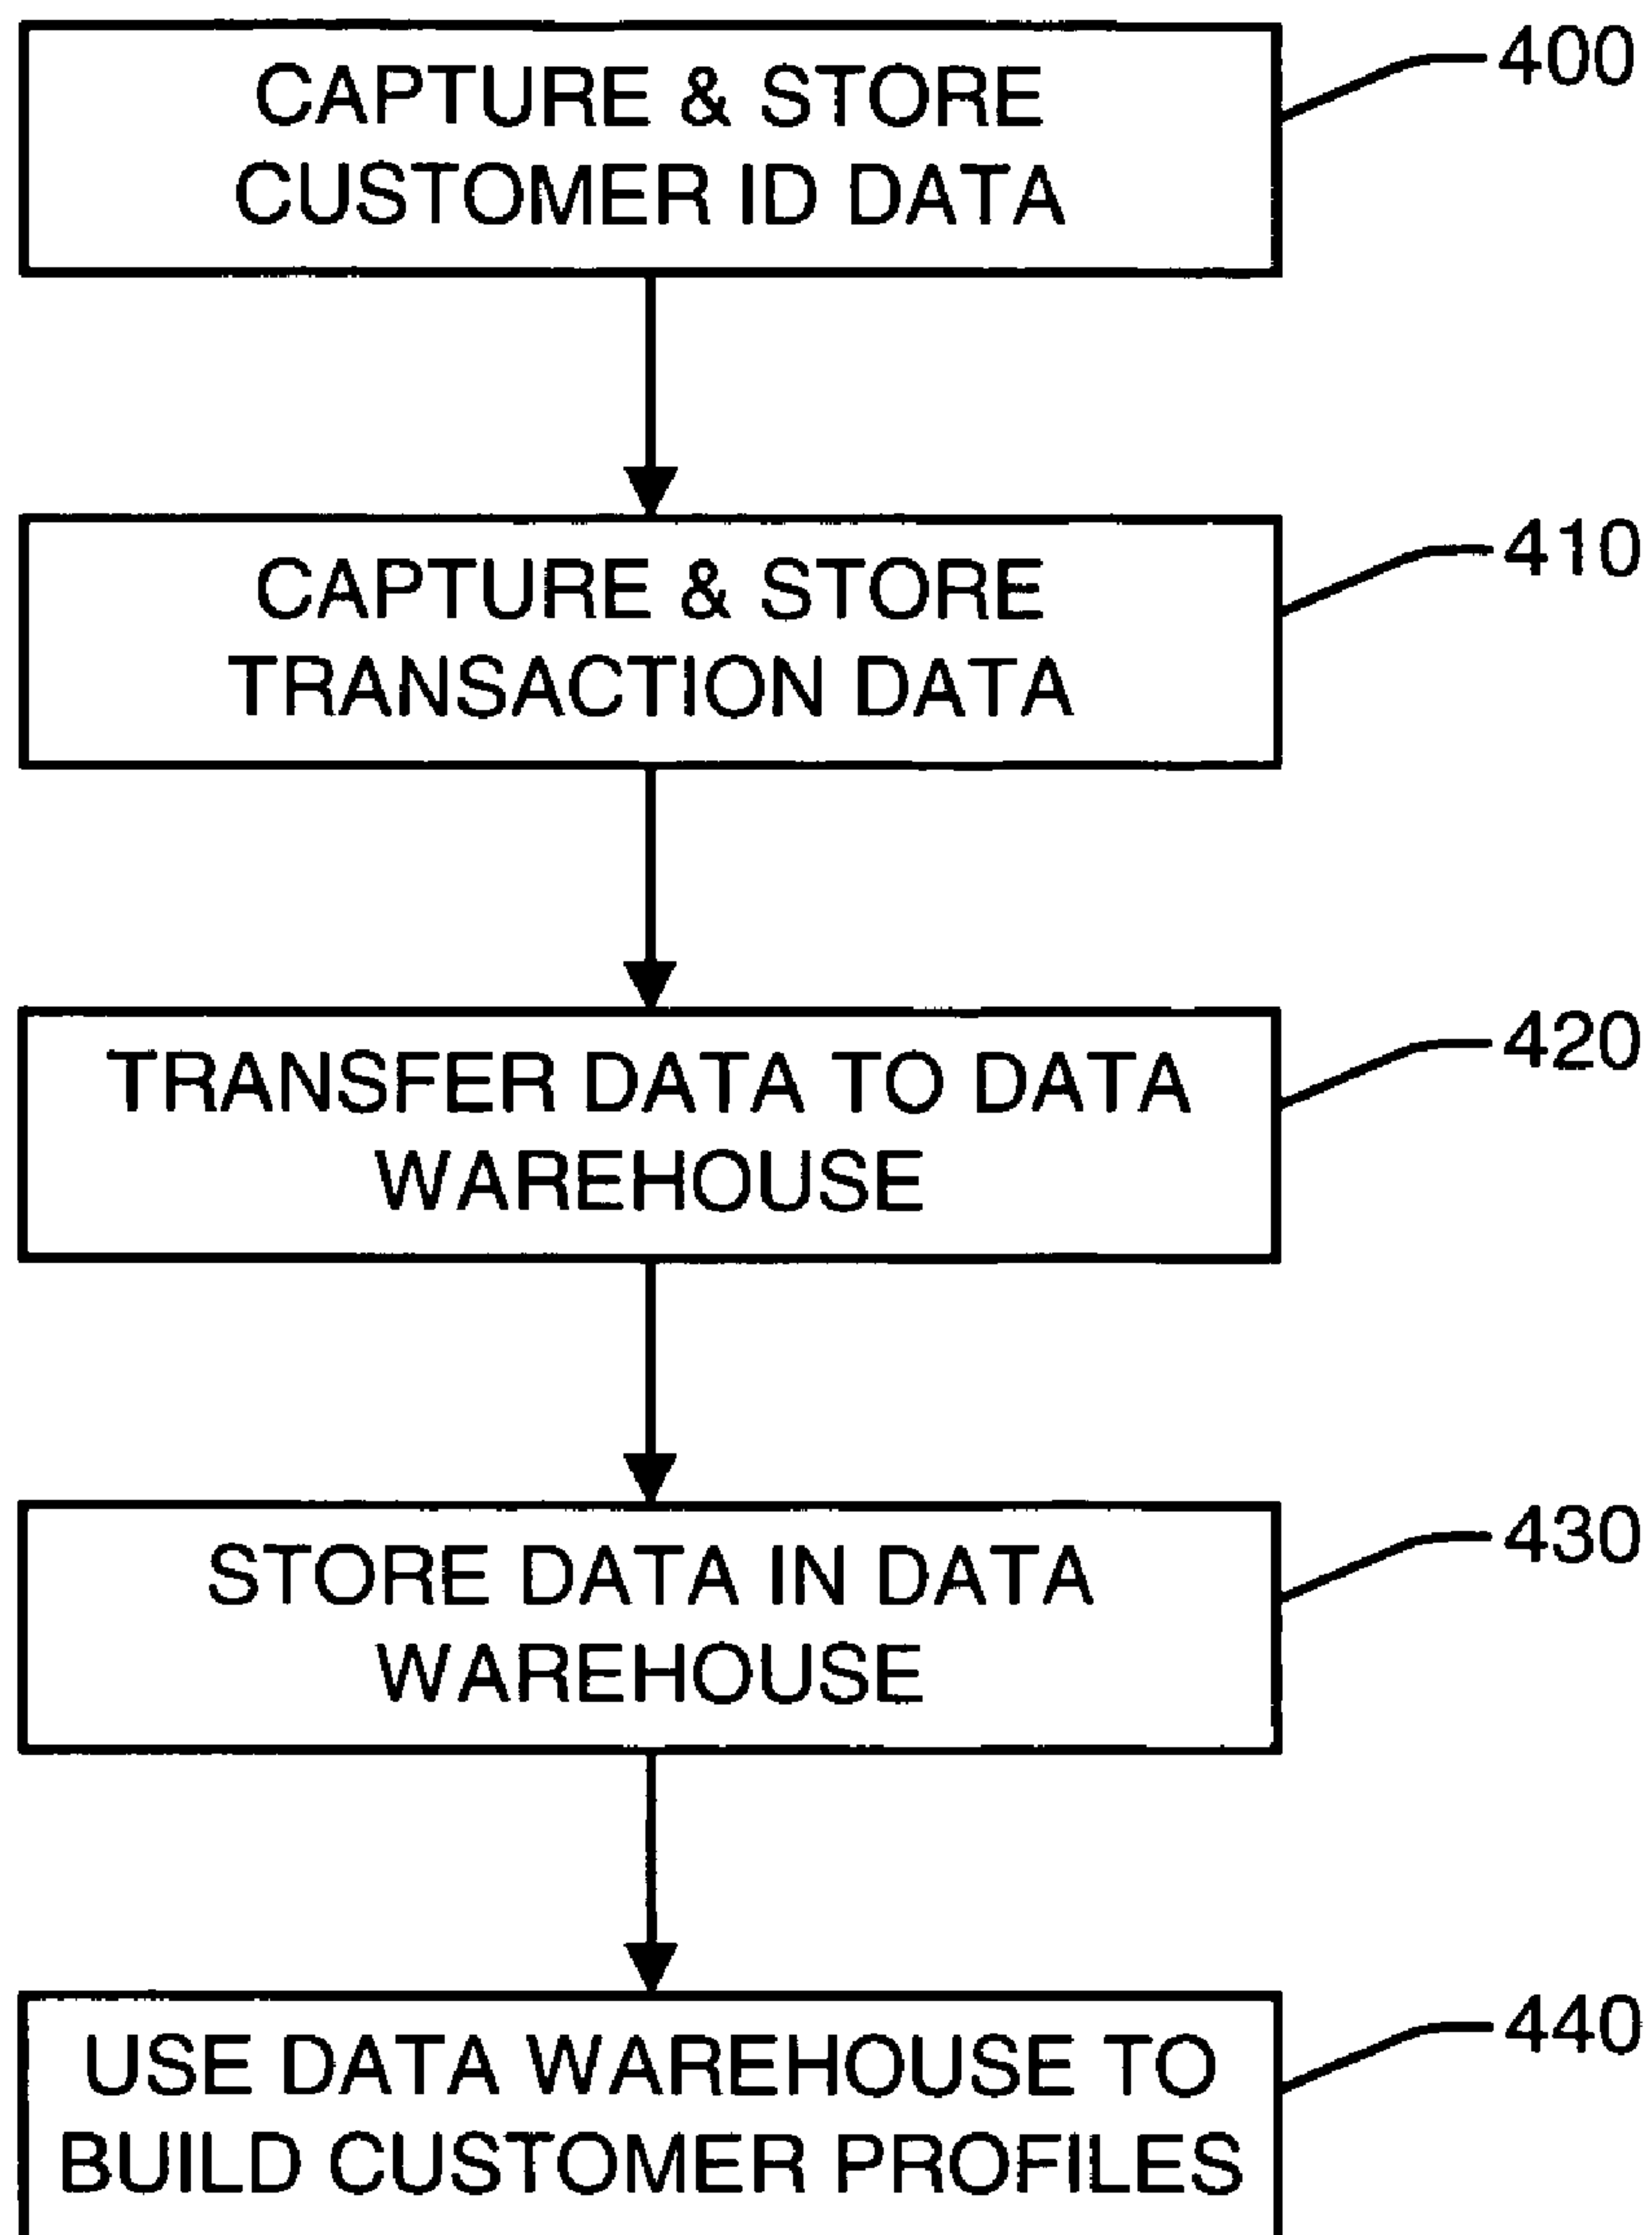 CAPTURE & STORE
CUSTOMER ID DATA
400
CAPTURE & STORE
TRANSACTION DATA
410
TRANSFER DATA TO DATA
WAREHOUSE
420
STORE DATA IN DATA
WAREHOUSE
430
USE DATA WAREHOUSE TO
BUILD CUSTOMER PROFILES
440